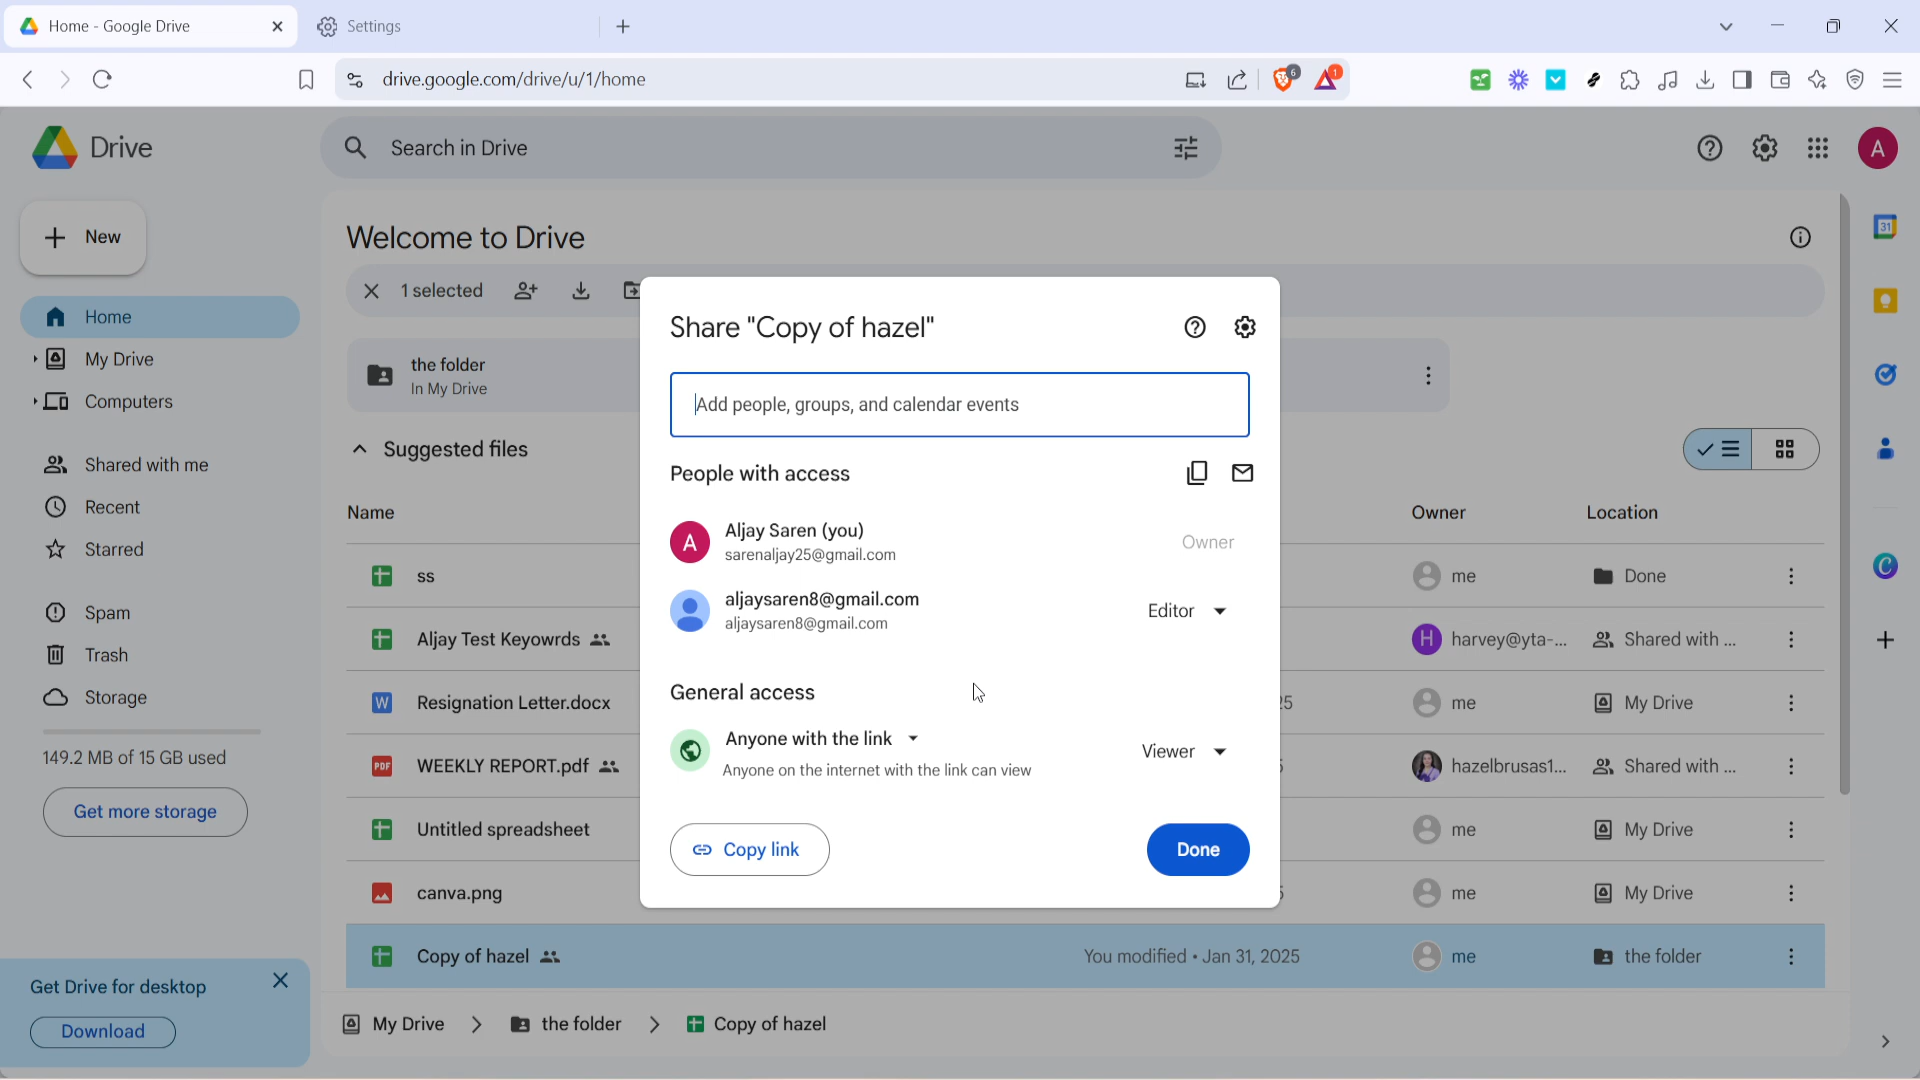 Home - Google Drive
Settings
drive.google.com/drive/u/1/home
6
1
Drive
Search in Drive
A
New
Home
My Drive
Computers
Shared with me
Recent
Starred
Spam
Trash
Storage
149.2 MB of 15 GB used
Get more storage
Get Drive for desktop
Download
Welcome to Drive
1 selected
the folder
In My Drive
Suggested files
Name
Owner
Location
ss
me
Done
Aljay Test Keyowrds
harvey@yta-...
H
Shared with ...
W
Resignation Letter.docx
25
me
My Drive
PDF
WEEKLY REPORT.pdf
5
hazelbrusas1...
Shared with ...
Untitled spreadsheet
me
My Drive
canva.png
5
me
My Drive
Copy of hazel
You modified • Jan 31, 2025
me
the folder
My Drive
the folder
Copy of hazel
Share "Copy of hazel"
Add people, groups, and calendar events
People with access
A
Aljay Saren (you)
sarenaljay25@gmail.com
Owner
aljaysaren8@gmail.com
aljaysaren8@gmail.com
Editor
General access
Anyone with the link
Anyone on the internet with the link can view
Viewer
Copy link
Done
31
C